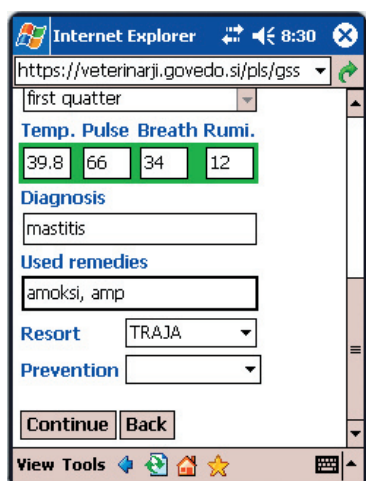 Internet Explorer 8:30
https://veterinarji.govedo.si/pls/gss
first quatter
Temp. Pulse Breath Rumi.
39.8 66 34 12
Diagnosis
mastitis
Used remedies
amoksi, amp
Resort TRAJA
Prevention
Continue Back
View Tools